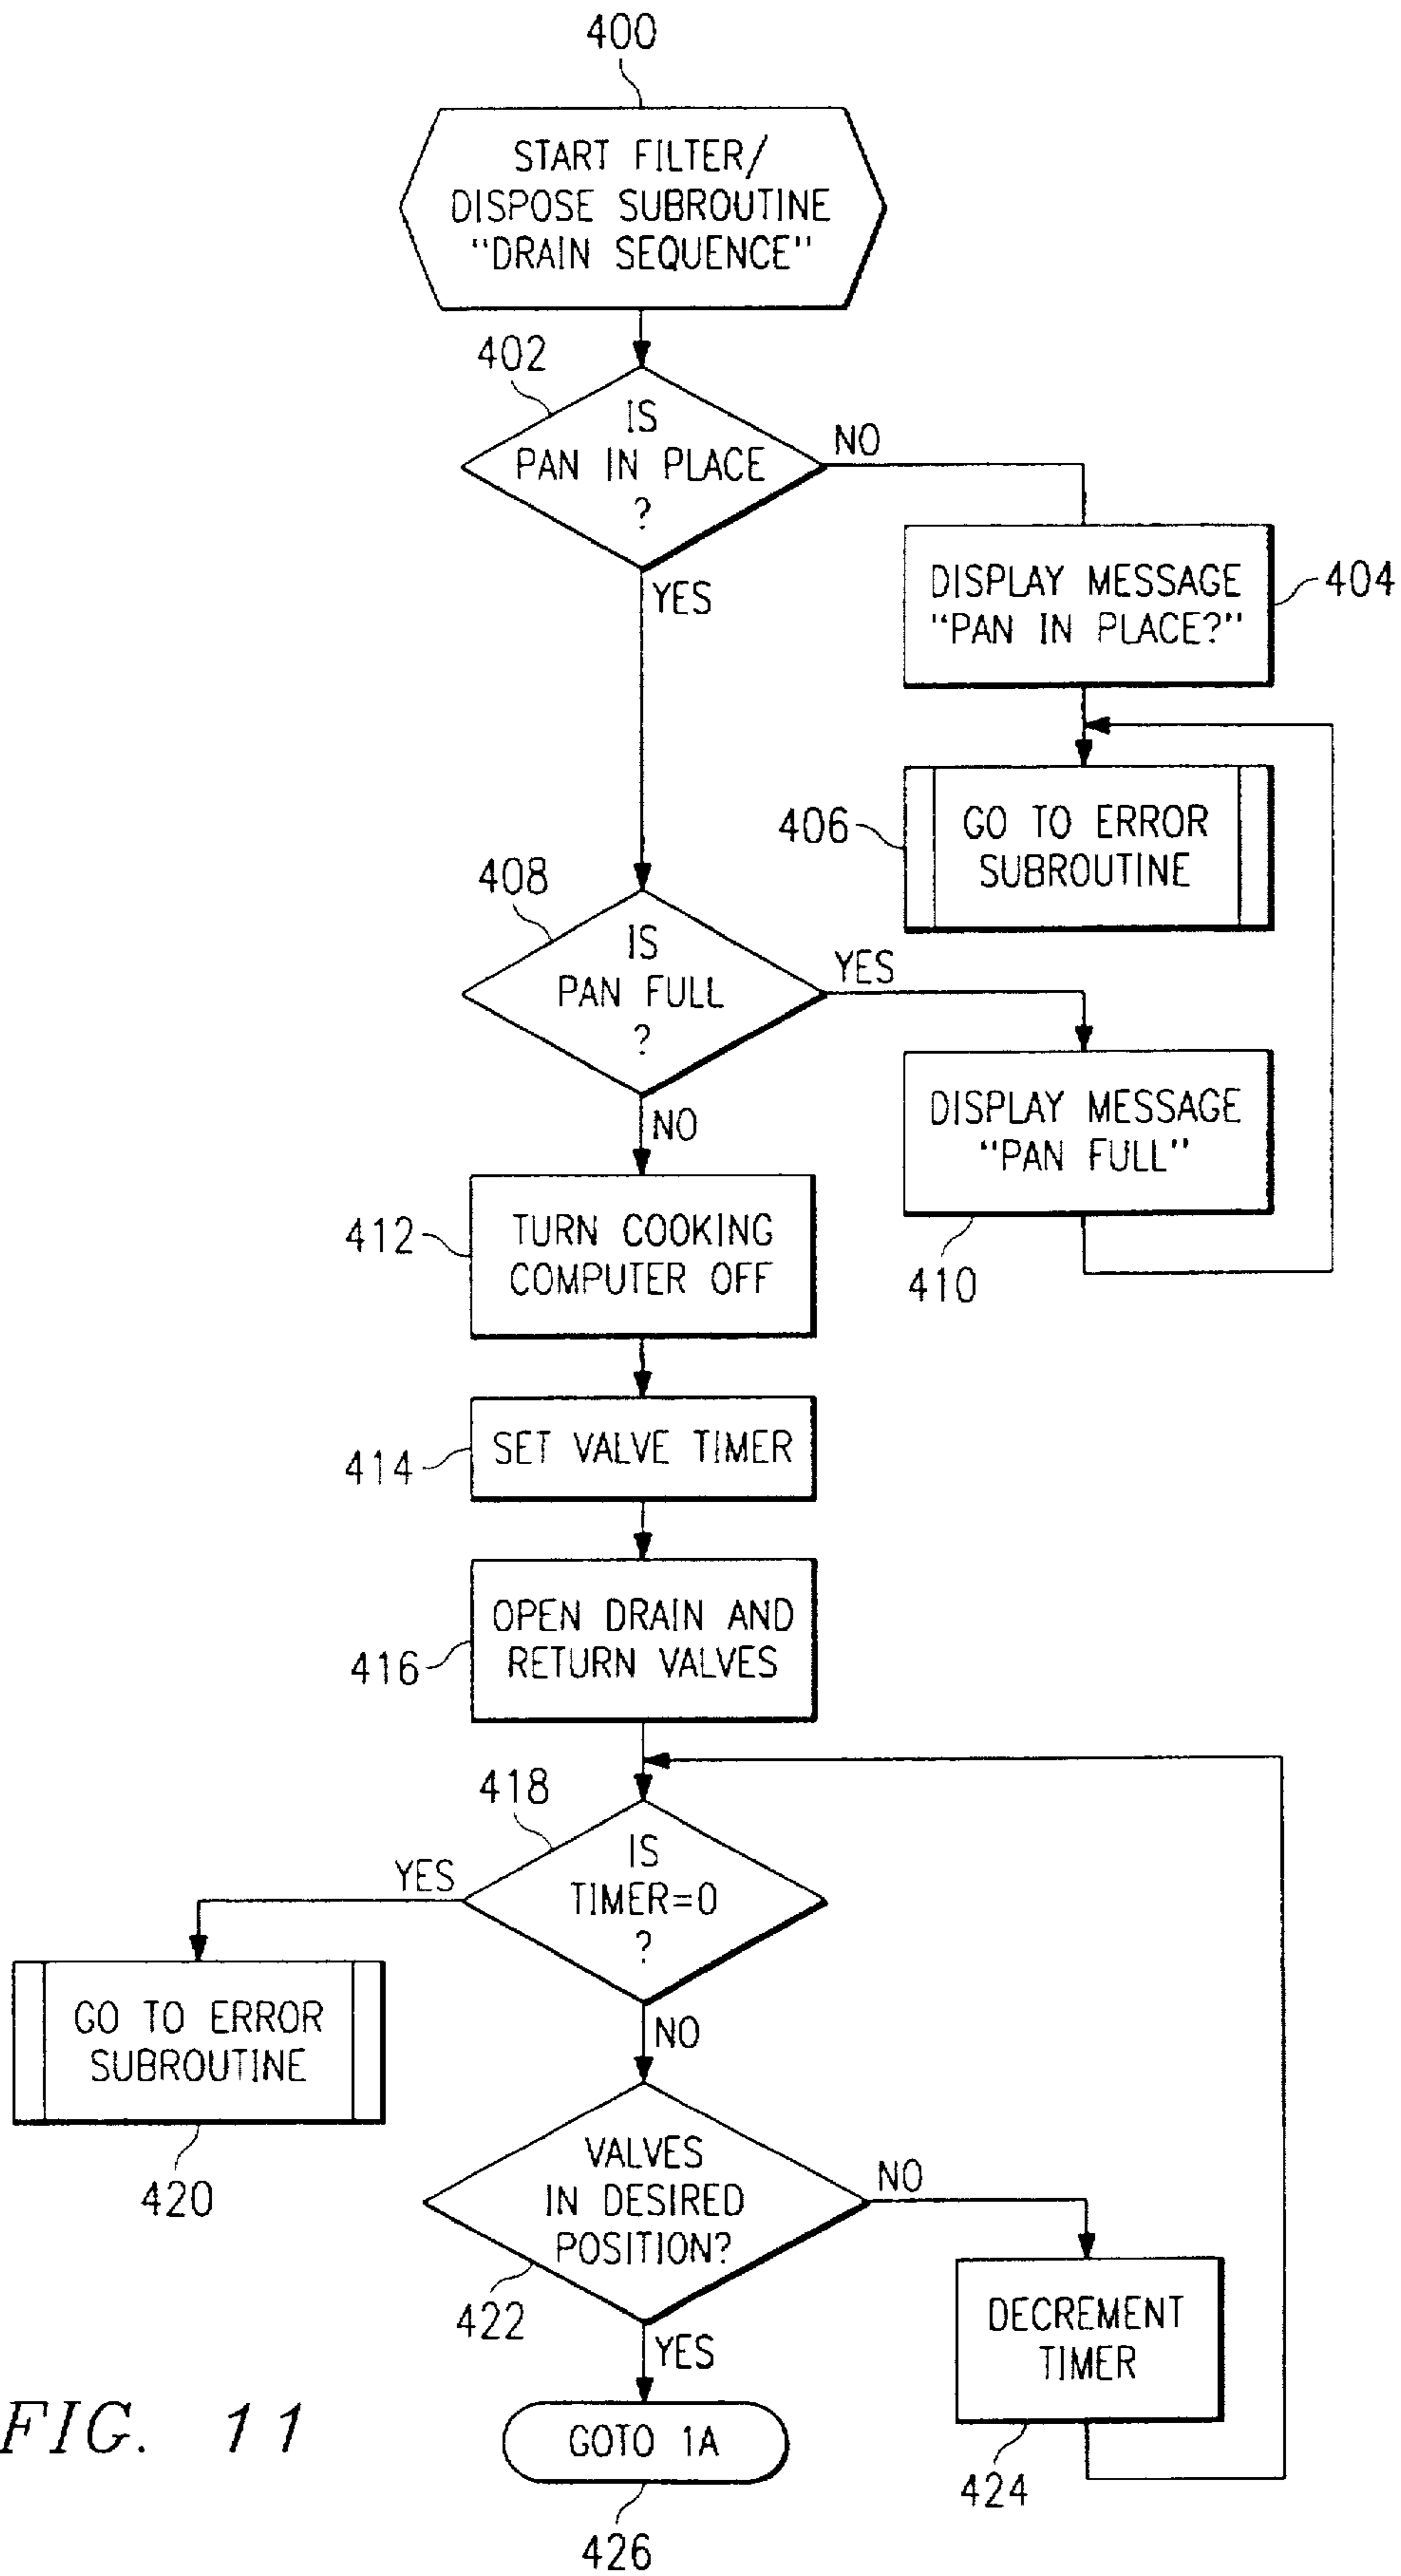 400
START FILTER/
DISPOSE SUBROUTINE
"DRAIN SEQUENCE"
402
IS
PAN IN PLACE
?
NO
YES
DISPLAY MESSAGE
"PAN IN PLACE?"
404
406
GO TO ERROR
SUBROUTINE
408
IS
PAN FULL
?
YES
NO
DISPLAY MESSAGE
"PAN FULL"
410
412
TURN COOKING
COMPUTER OFF
414
SET VALVE TIMER
416
OPEN DRAIN AND
RETURN VALVES
418
IS
TIMER=0
?
YES
NO
GO TO ERROR
SUBROUTINE
420
VALVES
IN DESIRED
POSITION?
422
NO
YES
DECREMENT
TIMER
424
GOTO 1A
426
FIG. 11